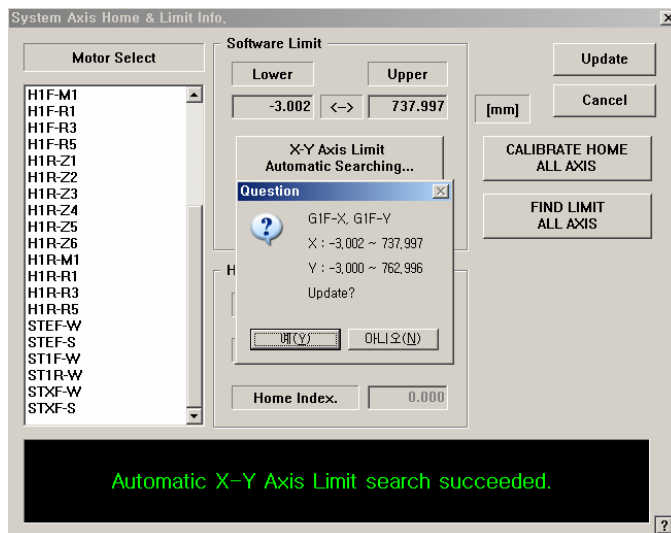 System Axis Home & Limit Info.
Motor Select
H1F-M1
H1F-R1
H1F-R3
H1F-R5
H1R-Z1
H1R-Z2
H1R-Z3
H1R-Z4
H1R-Z5
H1R-Z6
H1R-M1
H1R-R1
H1R-R3
H1R-R5
STEF-W
STEF-S
ST1F-W
ST1R-W
STXF-W
STXF-S
Software Limit
Lower
Upper
-3.002
<->
737.997
[mm]
X-Y Axis Limit
Automatic Searching...
Update
Cancel
CALIBRATE HOME
ALL AXIS
FIND LIMIT
ALL AXIS
Question
G1F-X, G1F-Y
X : -3,002 ~ 737,997
Y : -3,000 ~ 762,996
Update?
예(Y)
아니오(N)
H
Home Index.
0.000
Automatic X-Y Axis Limit search succeeded.
?